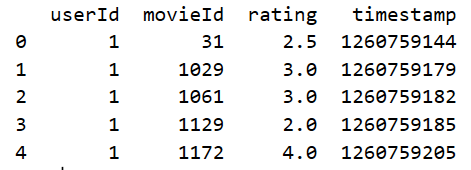 userId movieId rating timestamp
0 1 31 2.5 1260759144
1 1 1029 3.0 1260759179
2 1 1061 3.0 1260759182
3 1 1129 2.0 1260759185
4 1 1172 4.0 1260759205